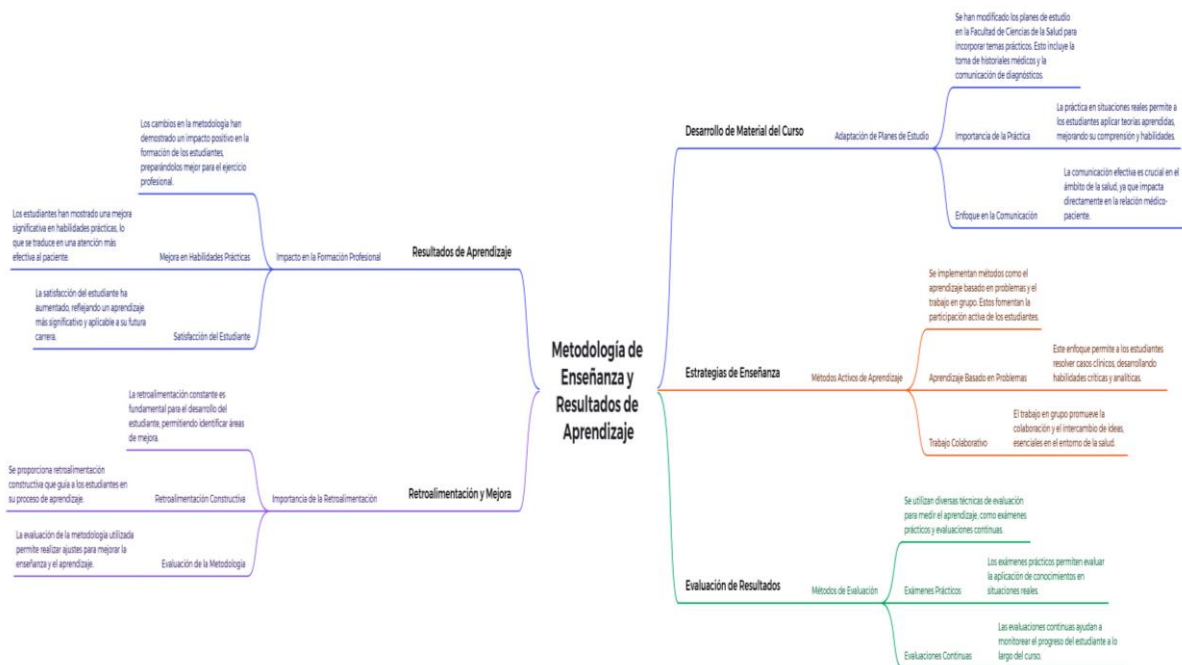 Metodología de
Enseñanza y
Resultados de
Aprendizaje
Desarrollo de Material del Curso
Adaptación de Planes de Estudio
Se han modificado los planes de estudio
en la Facultad de Ciencias de la Salud para
incorporar temas prácticos. Esto incluye la
toma de historiales médicos y la
comunicación de diagnósticos.
Importancia de la Práctica
La práctica en situaciones reales permite a
los estudiantes aplicar teorías aprendidas,
mejorando su comprensión y habilidades.
Enfoque en la Comunicación
La comunicación efectiva es crucial en el
ámbito de la salud, ya que impacta
directamente en la relación médico-
paciente.
Estrategias de Enseñanza
Métodos Activos de Aprendizaje
Se implementan métodos como el
aprendizaje basado en problemas y el
trabajo en grupo. Estos fomentan la
participación activa de los estudiantes.
Aprendizaje Basado en Problemas
Este enfoque permite a los estudiantes
resolver casos clínicos, desarrollando
habilidades críticas y analíticas.
Trabajo Colaborativo
El trabajo en grupo promueve la
colaboración y el intercambio de ideas,
esenciales en el entorno de la salud.
Evaluación de Resultados
Métodos de Evaluación
Se utilizan diversas técnicas de evaluación
para medir el aprendizaje, como exámenes
prácticos y evaluaciones continuas.
Exámenes Prácticos
Los exámenes prácticos permiten evaluar
la aplicación de conocimientos en
situaciones reales.
Evaluaciones Continuas
Las evaluaciones continuas ayudan a
monitorear el progreso del estudiante a lo
largo del curso.
Resultados de Aprendizaje
Impacto en la Formación Profesional
Los cambios en la metodología han
demostrado un impacto positivo en la
formación de los estudiantes,
preparándolos mejor para el ejercicio
profesional.
Mejora en Habilidades Prácticas
Los estudiantes han mostrado una mejora
significativa en habilidades prácticas, lo
que se traduce en una atención más
efectiva al paciente.
Satisfacción del Estudiante
La satisfacción del estudiante ha
aumentado, reflejando un aprendizaje
más significativo y aplicable a su futura
carrera.
Retroalimentación y Mejora
Importancia de la Retroalimentación
La retroalimentación constante es
fundamental para el desarrollo del
estudiante, permitiendo identificar áreas
de mejora.
Retroalimentación Constructiva
Se proporciona retroalimentación
constructiva que guía a los estudiantes en
su proceso de aprendizaje.
Evaluación de la Metodología
La evaluación de la metodología utilizada
permite realizar ajustes para mejorar la
enseñanza y el aprendizaje.